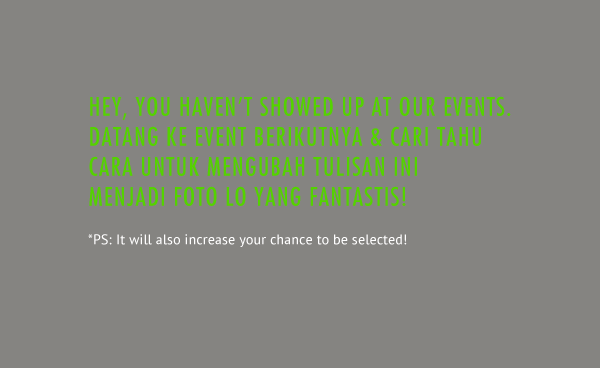 HEY, YOU HAVEN'T SHOWED UP AT OUR EVENTS.
DATANG KE EVENT BERIKUTNYA & CARI TAHU
CARA UNTUK MENGUBAH TULISAN INI
MENJADI FOTO LO YANG FANTASTIS!
*PS: It will also increase your chance to be selected!